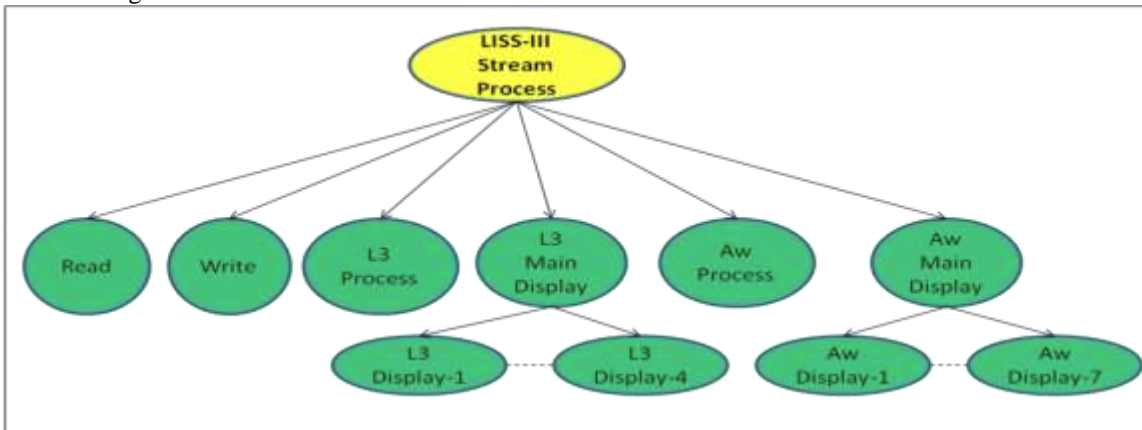 LISS-III
Stream
Process
Read
Write
L3
Process
L3
Main
Display
Aw
Process
Aw
Main
Display
L3
Display-1
L3
Display-4
Aw
Display-1
Aw
Display-7